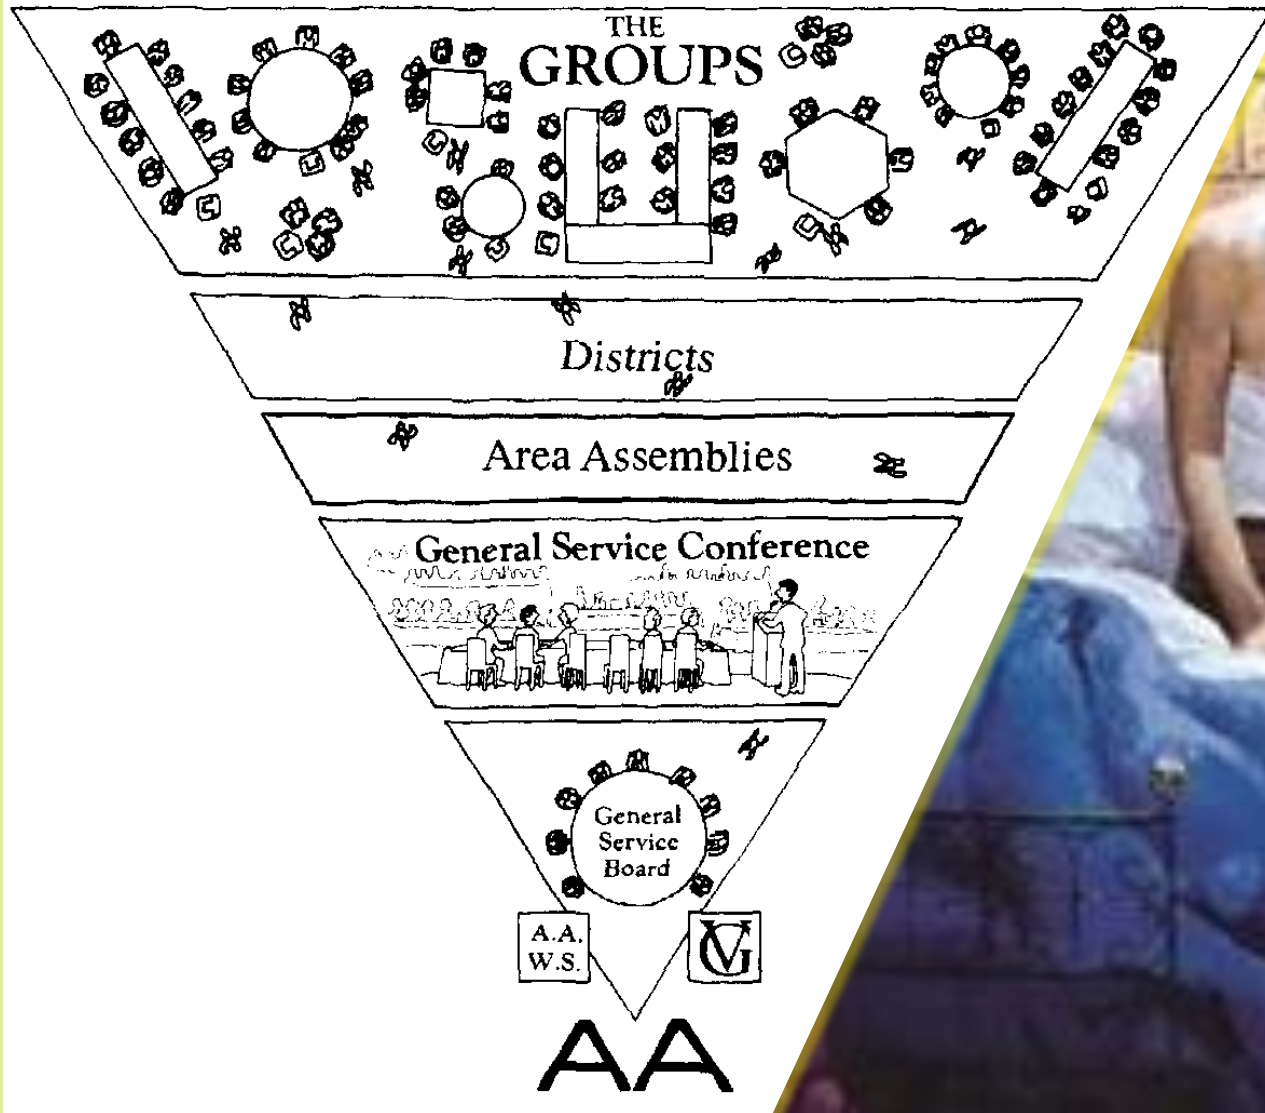 THE
GROUPS
Districts
Area Assemblies
General Service Conference
General
Service
Board
A.A.
W.S.
GV
AA